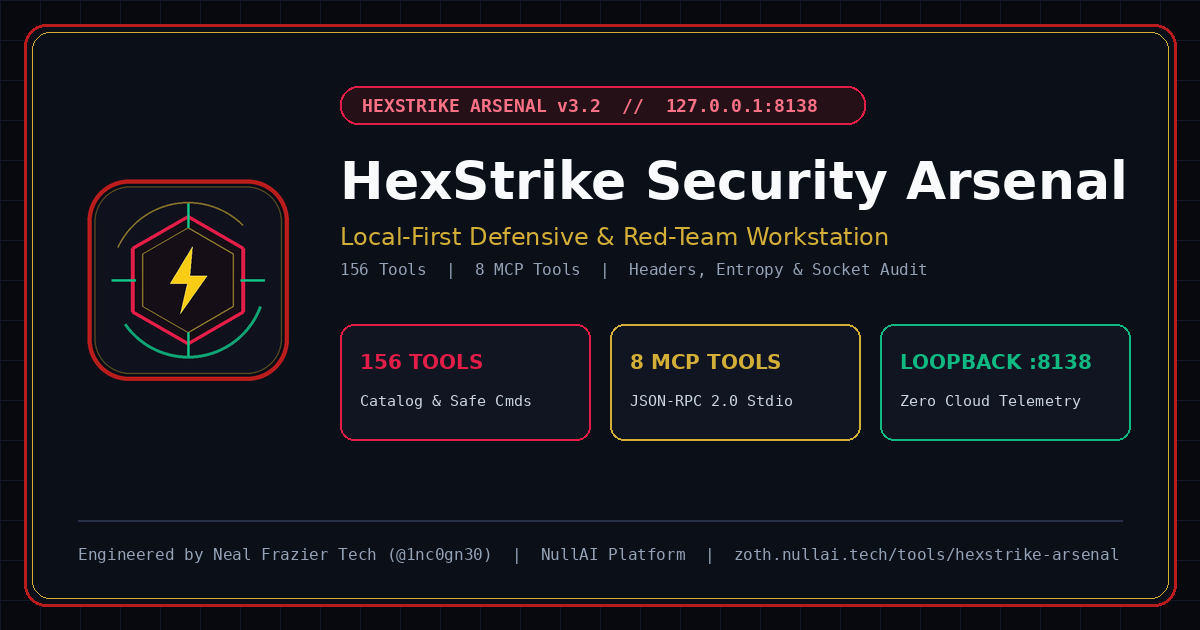 HEXSTRIKE ARSENAL v3.2 // 127.0.0.1:8138
HexStrike Security Arsenal
Local-First Defensive & Red-Team Workstation
156 Tools | 8 MCP Tools | Headers, Entropy & Socket Audit
156 TOOLS
Catalog & Safe Cmds
8 MCP TOOLS
JSON-RPC 2.0 Stdio
LOOPBACK :8138
Zero Cloud Telemetry
Engineered by Neal Frazier Tech (@1nc0gn30) | NullAI Platform | zoth.nullai.tech/tools/hexstrike-arsenal